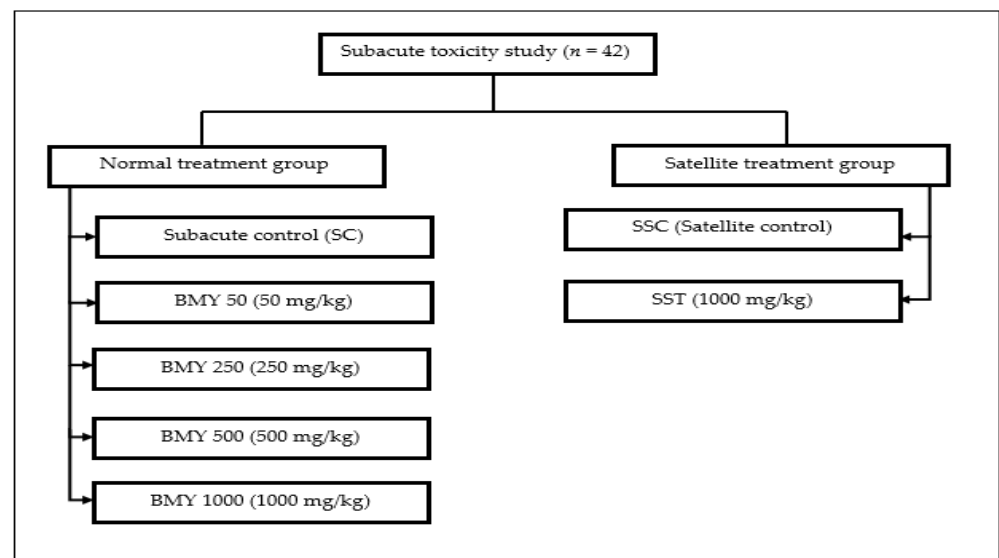 Subacute toxicity study (n = 42)
Normal treatment group
Subacute control (SC)
BMY 50 (50 mg/kg)
BMY 250 (250 mg/kg)
BMY 500 (500 mg/kg)
BMY 1000 (1000 mg/kg)
Satellite treatment group
SSC (Satellite control)
SST (1000 mg/kg)